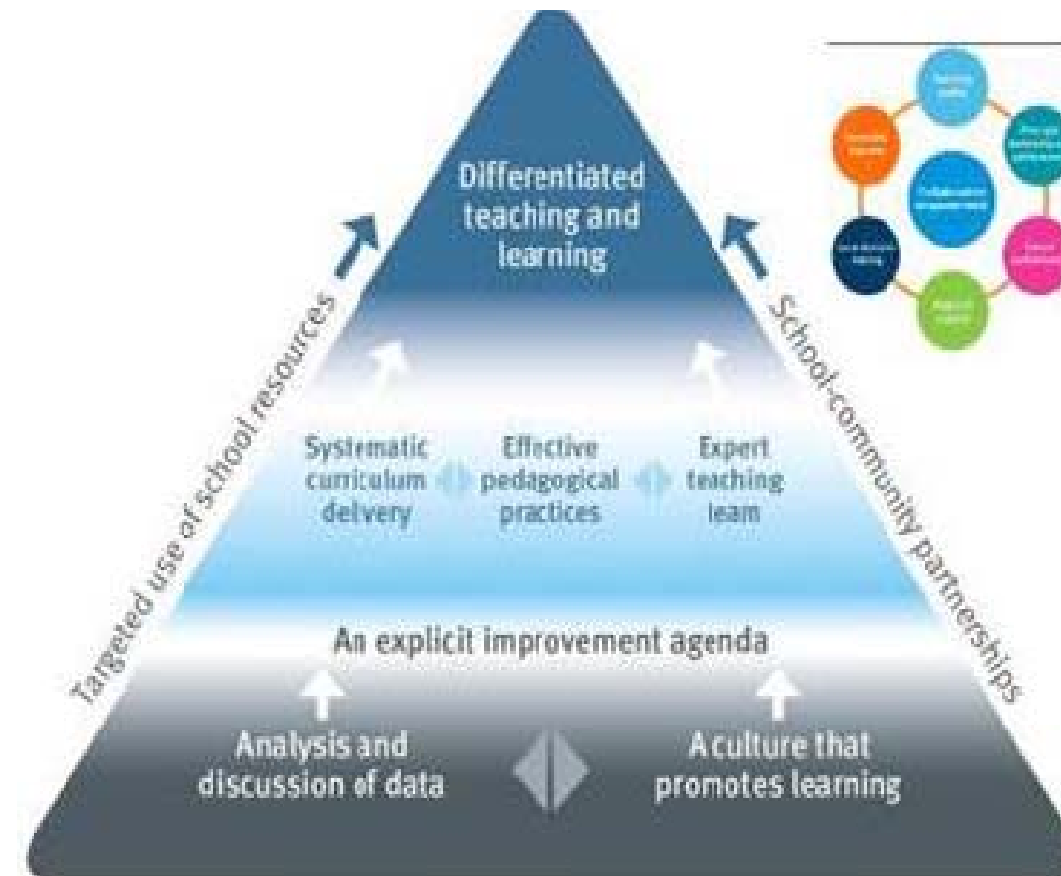 Differentiated
teaching and
learning
Targeted use of school resources
School-community partnerships
Systematic
curriculum
delivery
Effective
pedagogical
practices
Expert
teaching
team
An explicit improvement agenda
Analysis and
discussion of data
A culture that
promotes learning